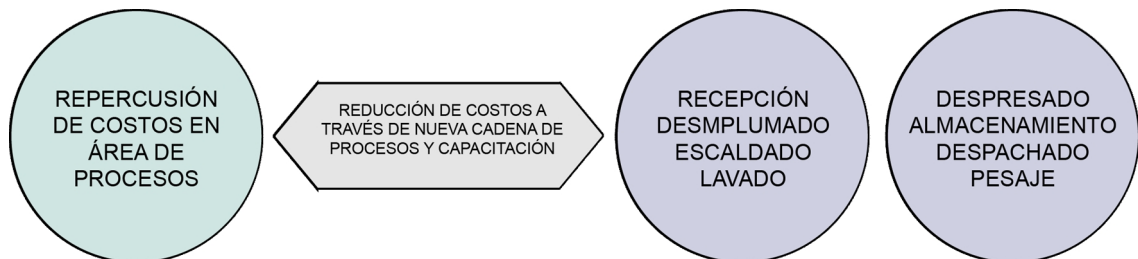 REPERCUSIÓN
DE COSTOS EN
ÁREA DE
PROCESOS
REDUCCIÓN DE COSTOS A
TRAVÉS DE NUEVA CADENA DE
PROCESOS Y CAPACITACIÓN
RECEPCIÓN
DESMPLUMADO
ESCALDADO
LAVADO
DESPRESADO
ALMACENAMIENTO
DESPACHADO
PESAJE